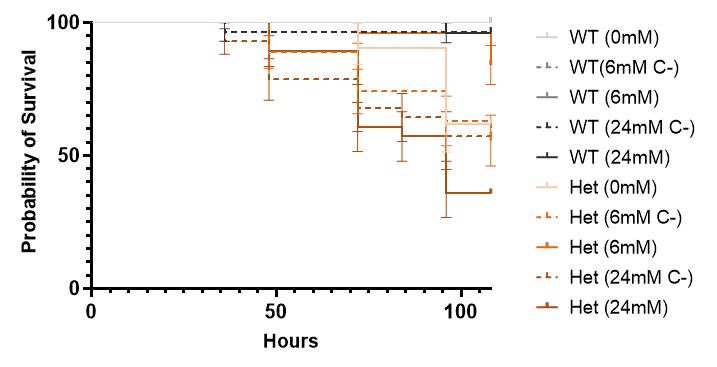 Probability of Survival
100
50
0
0
50
100
Hours
WT (0mM)
WT(6mM C-)
WT (6mM)
WT (24mM C-)
WT (24mM)
Het (0mM)
Het (6mM C-)
Het (6mM)
Het (24mM C-)
Het (24mM)